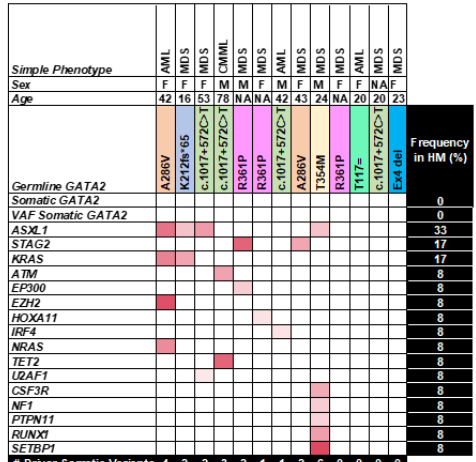 Simple Phenotype AML MDS MDS CMML MDS MDS AML MDS MDS MDS AML MDS MDS
Sex F F F M M F M F M F F NA F
Age 42 16 53 78 NA NA 42 43 24 NA 20 20 23
Germline GATA2 A286V K212fs*65 c.1017+572C>T c.1017+572C>T R361P R361P c.1017+572C>T A286V T354M R361P T117= c.1017+572C>T Ex4 del Frequency in HM (%)
Somatic GATA2 0
VAF Somatic GATA2 0
ASXL1 33
STAG2 17
KRAS 17
ATM 8
EP300 8
EZH2 8
HOXA11 8
IRF4 8
NRAS 8
TET2 8
U2AF1 8
CSF3R 8
NF1 8
PTPN11 8
RUNX1 8
SETBP1 8
# Driver Somatic Variants